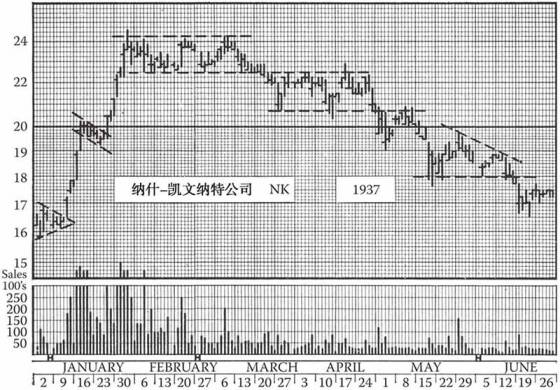 24
22
20
19
18
纳什-凯文纳特公司 NK 1937
17
16
15
Sales
100's
250
200
150
100
50
JANUARY FEBRUARY MARCH APRIL MAY JUNE
2 9 16 23 30 6 13 20 27 6 13 20 27 3 10 17 24 1 8 15 22 29 5 12 19 26